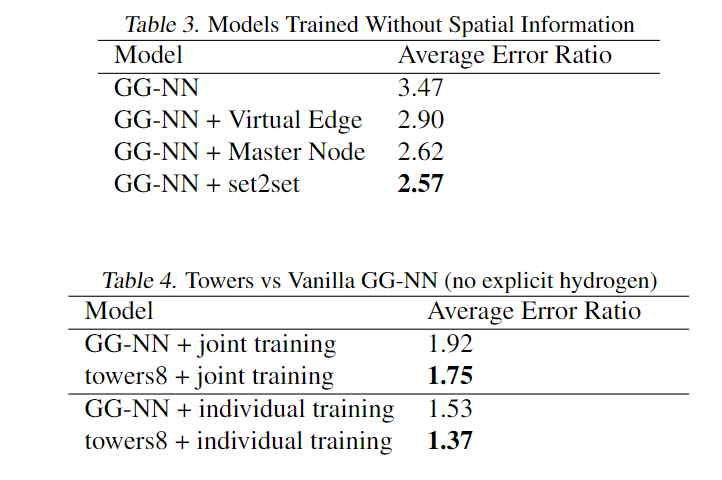 Table 3. Models Trained Without Spatial Information
Model Average Error Ratio
GG-NN 3.47
GG-NN + Virtual Edge 2.90
GG-NN + Master Node 2.62
GG-NN + set2set 2.57
Table 4. Towers vs Vanilla GG-NN (no explicit hydrogen)
Model Average Error Ratio
GG-NN + joint training 1.92
towers8 + joint training 1.75
GG-NN + individual training 1.53
towers8 + individual training 1.37